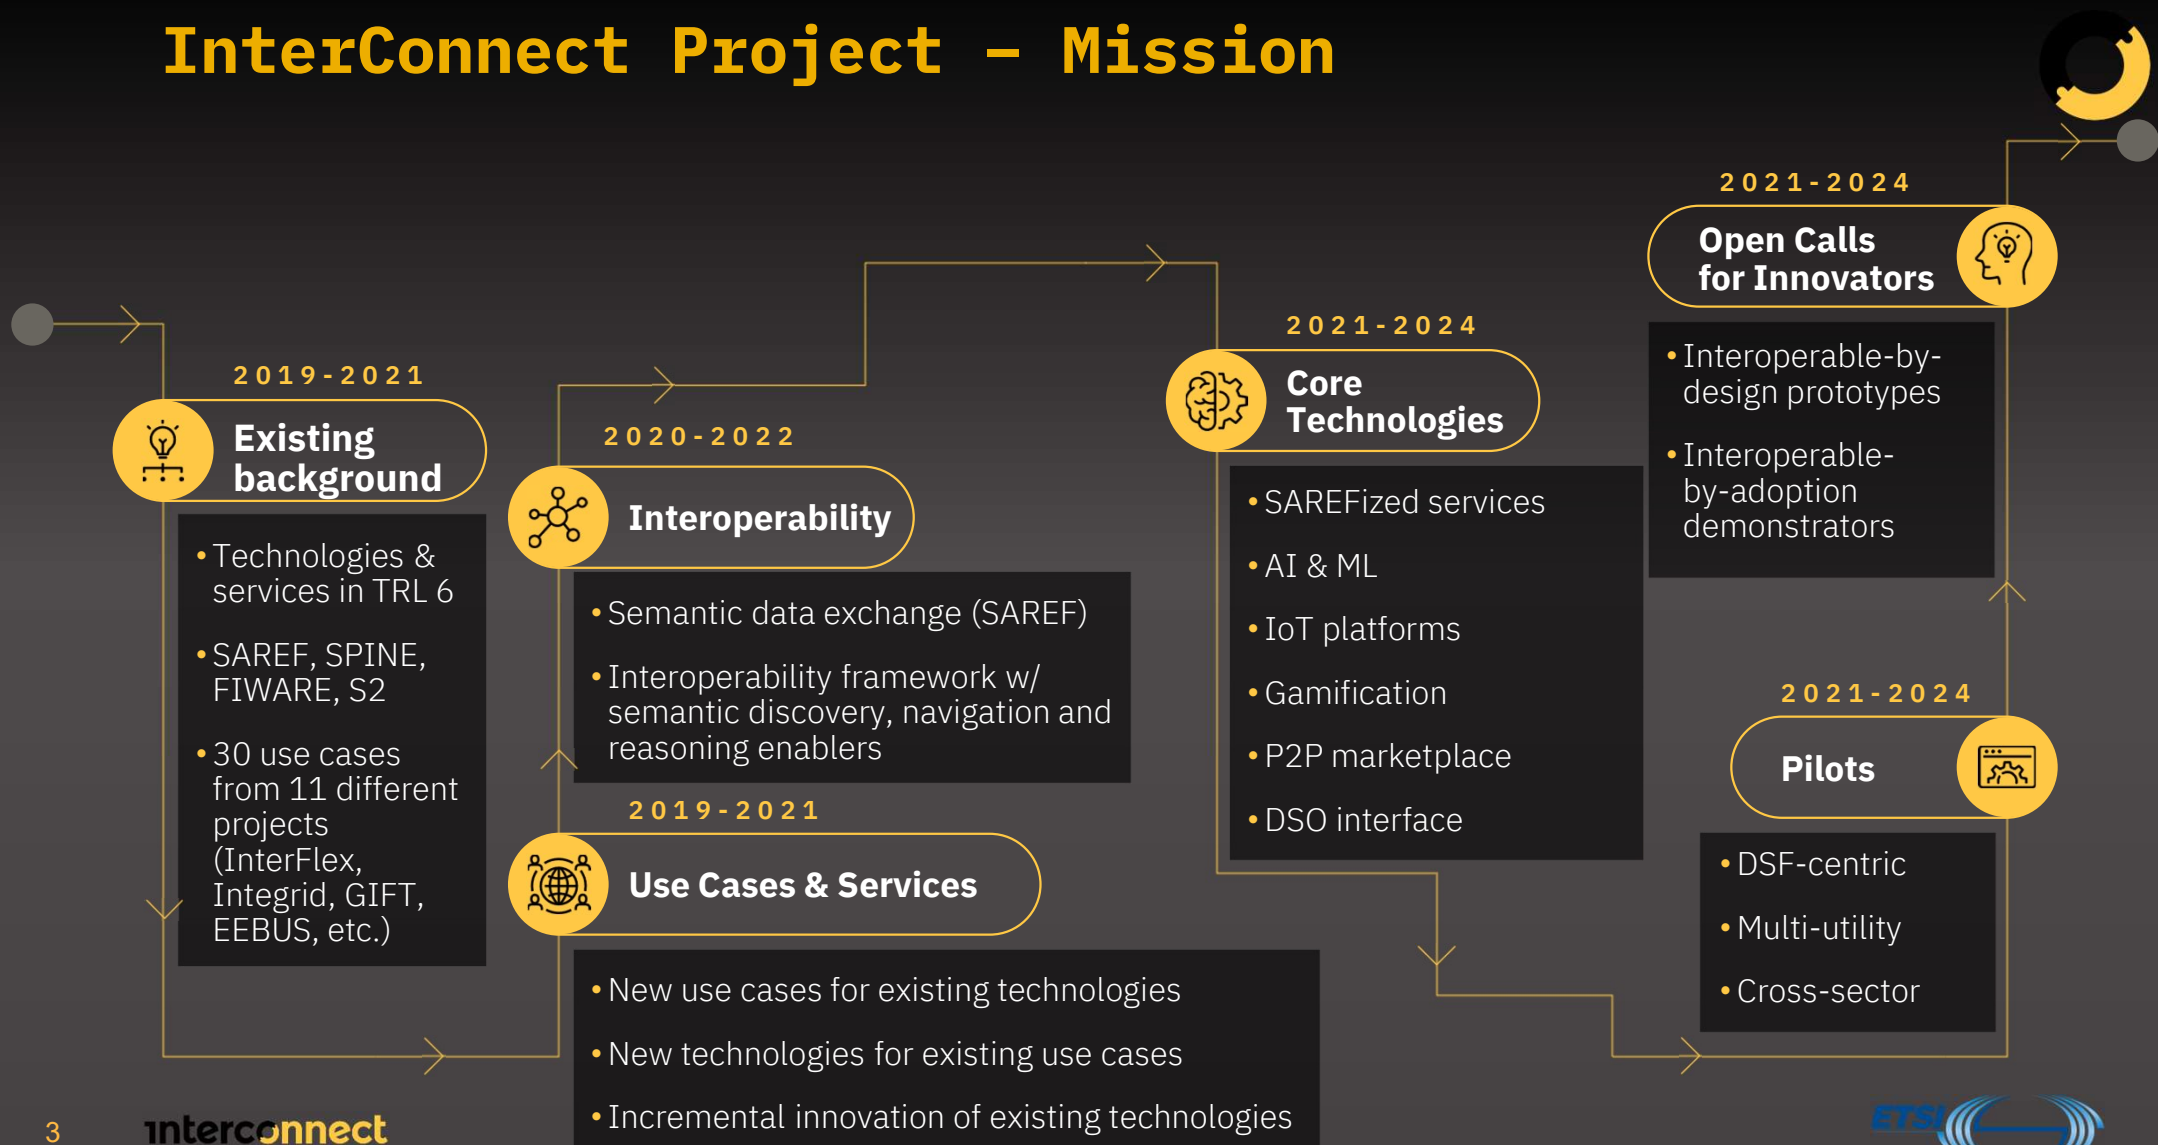 InterConnect Project – Mission
2019-2021
Existing
background
• Technologies &
services in TRL 6
• SAREF, SPINE,
FIWARE, S2
• 30 use cases
from 11 different
projects
(InterFlex,
Integrid, GIFT,
EEBUS, etc.)
2020-2022
Interoperability
• Semantic data exchange (SAREF)
• Interoperability framework w/
semantic discovery, navigation and
reasoning enablers
2019-2021
Use Cases & Services
• New use cases for existing technologies
• New technologies for existing use cases
• Incremental innovation of existing technologies
2021-2024
Core
Technologies
• SAREFized services
• AI & ML
• IoT platforms
• Gamification
• P2P marketplace
• DSO interface
2021-2024
Open Calls
for Innovators
• Interoperable-by-
design prototypes
• Interoperable-
by-adoption
demonstrators
2021-2024
Pilots
• DSF-centric
• Multi-utility
• Cross-sector
3
interconnect
ETSI